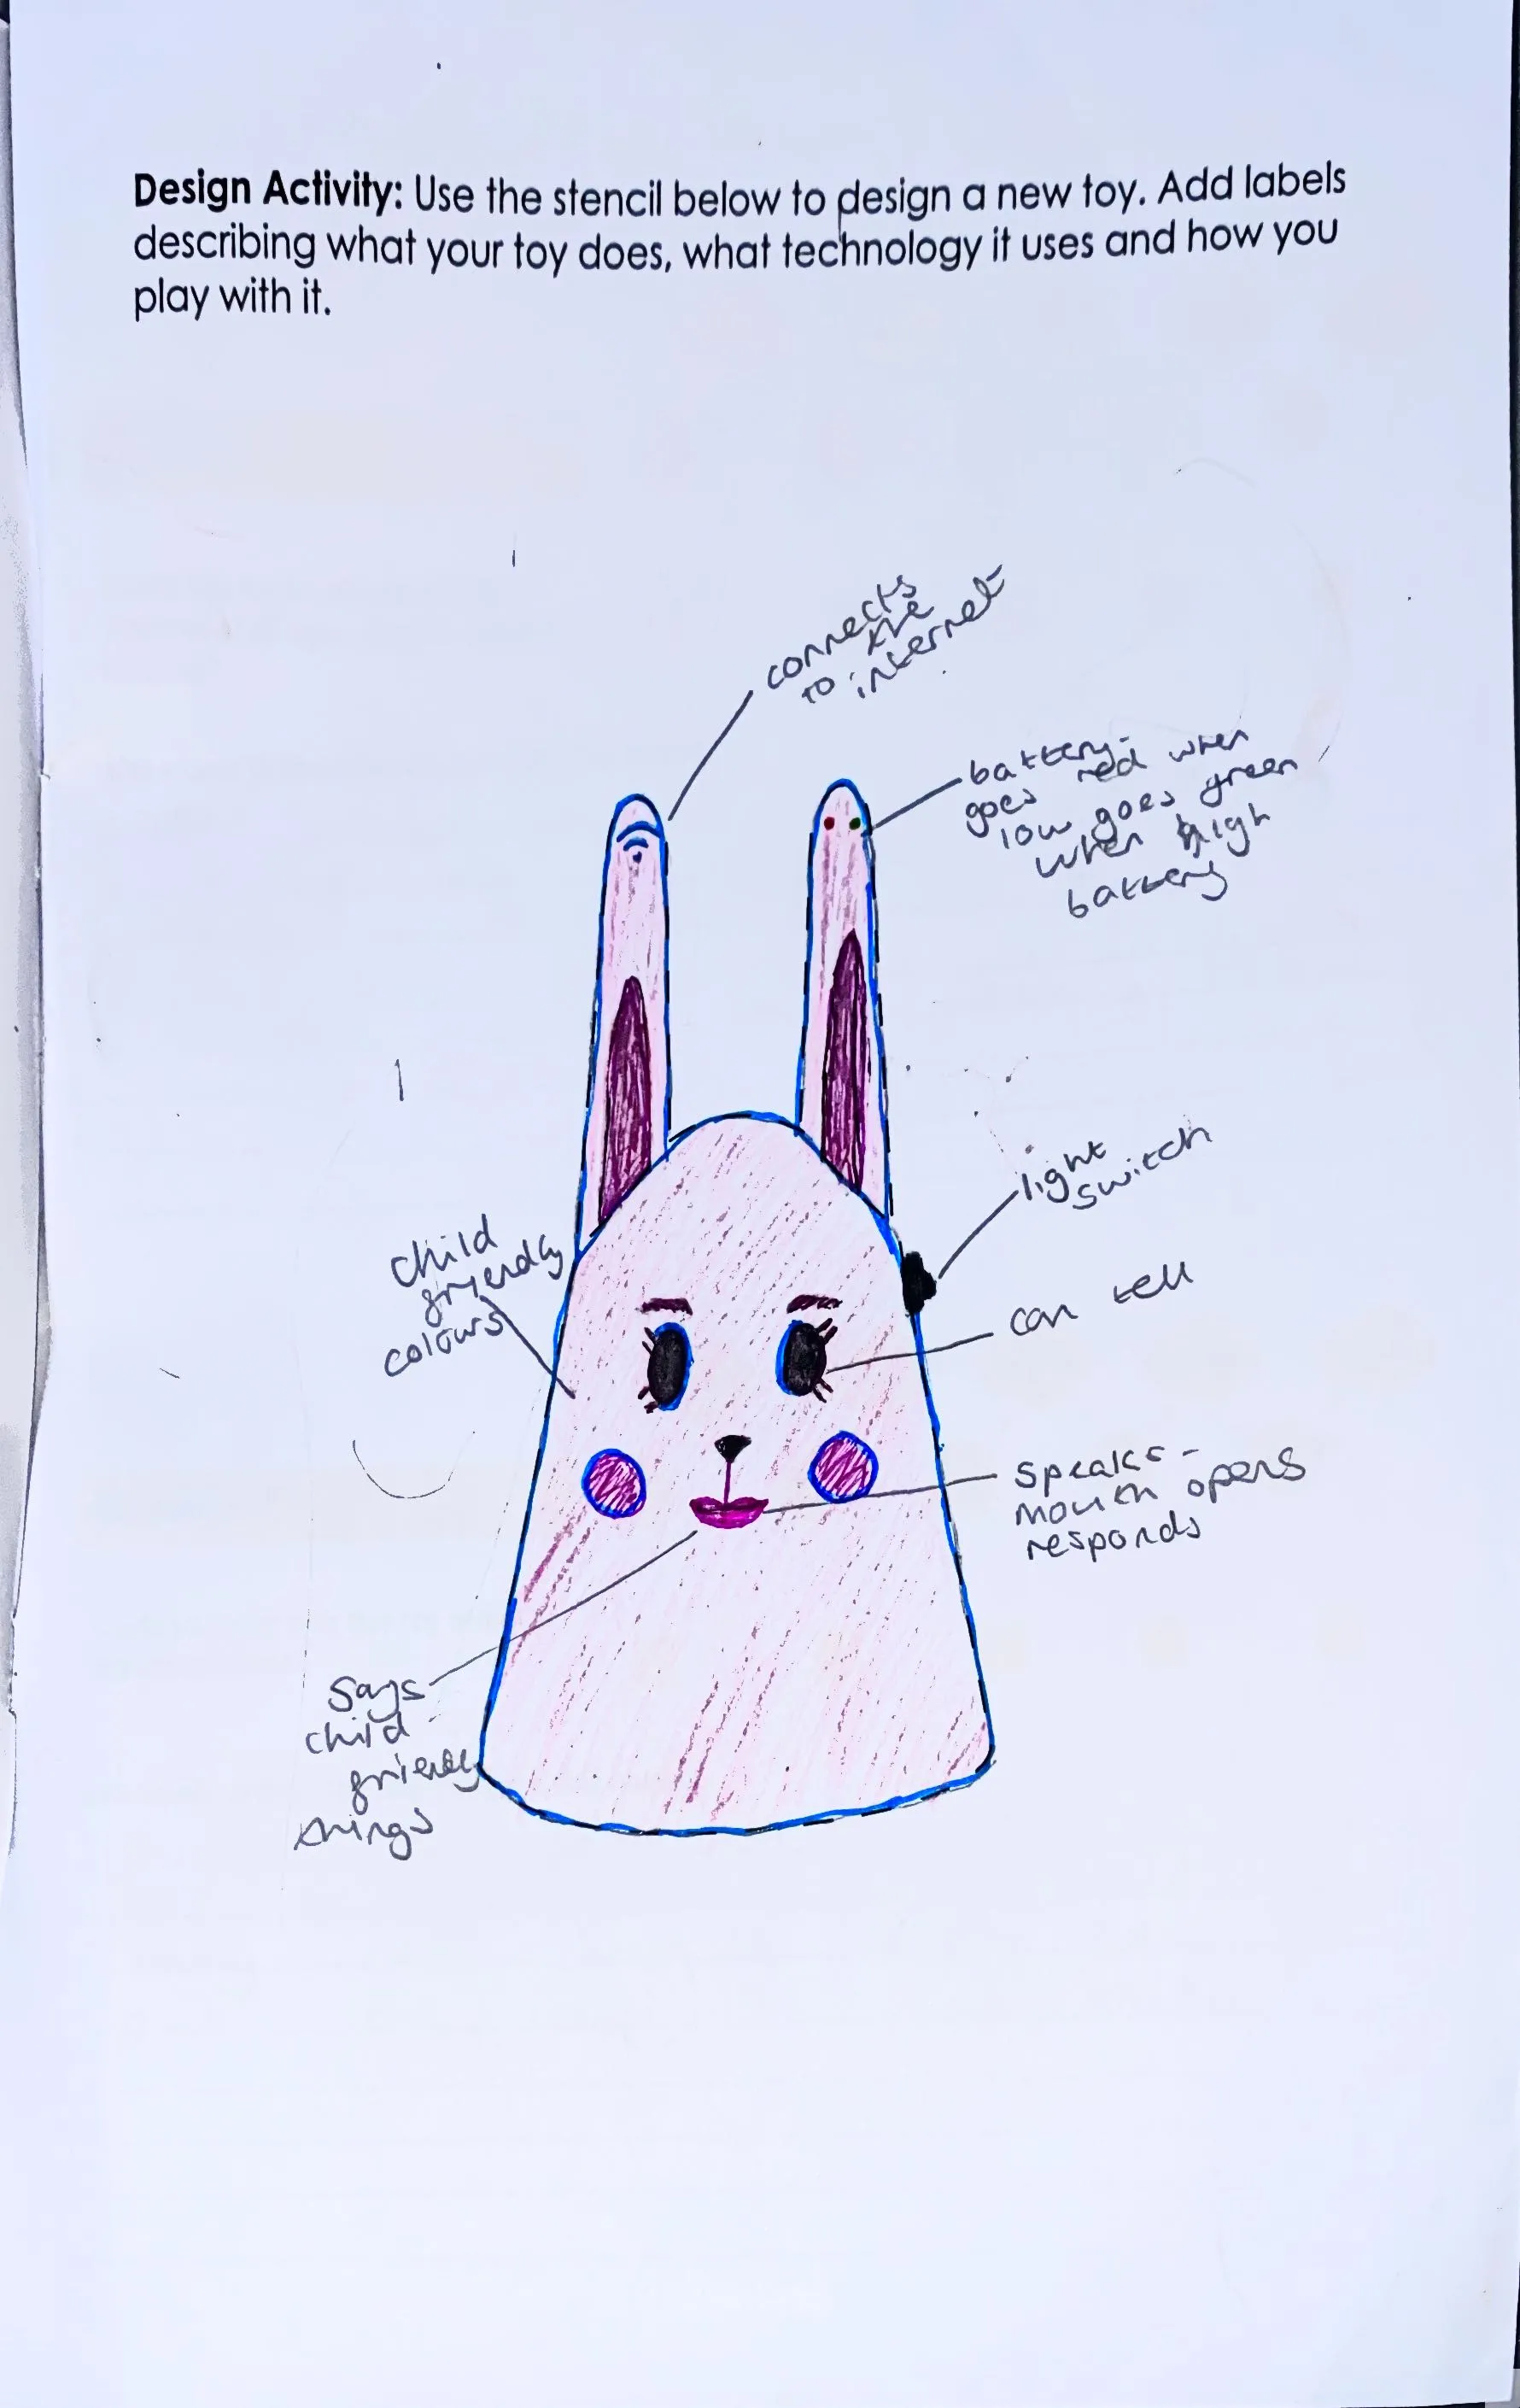 Design Activity: Use the stencil below to design a new toy. Add labels
describing what your toy does, what technology it uses and how you
play with it.
connects
the
to internet
battery-
goes red when
low goes green
when high
battery
light
switch
child
friendly
colours
can tell
speaks -
mouth opens
responds
says
child
friendly
things